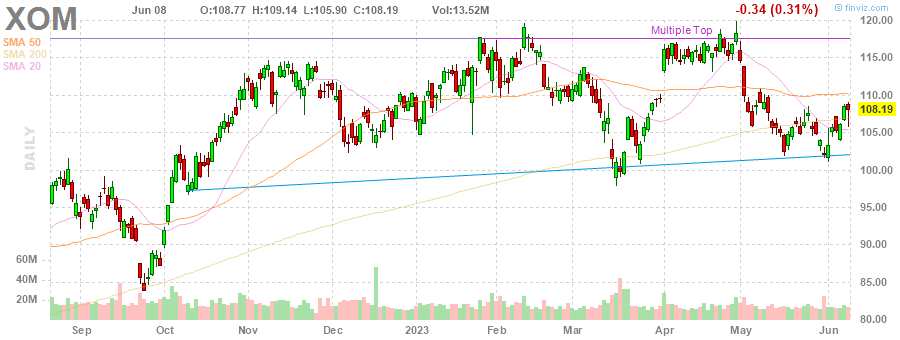 XOM Jun 08 O:108.77 H:109.14 L:105.90 C:108.19 Vol:13.52M -0.34 (0.31%) © finviz.com
SMA 50
SMA 200
SMA 20
Multiple Top
DAILY
120.00
115.00
110.00
108.19
105.00
100.00
95.00
90.00
85.00
80.00
60M
40M
20M
Sep Oct Nov Dec 2023 Feb Mar Apr May Jun